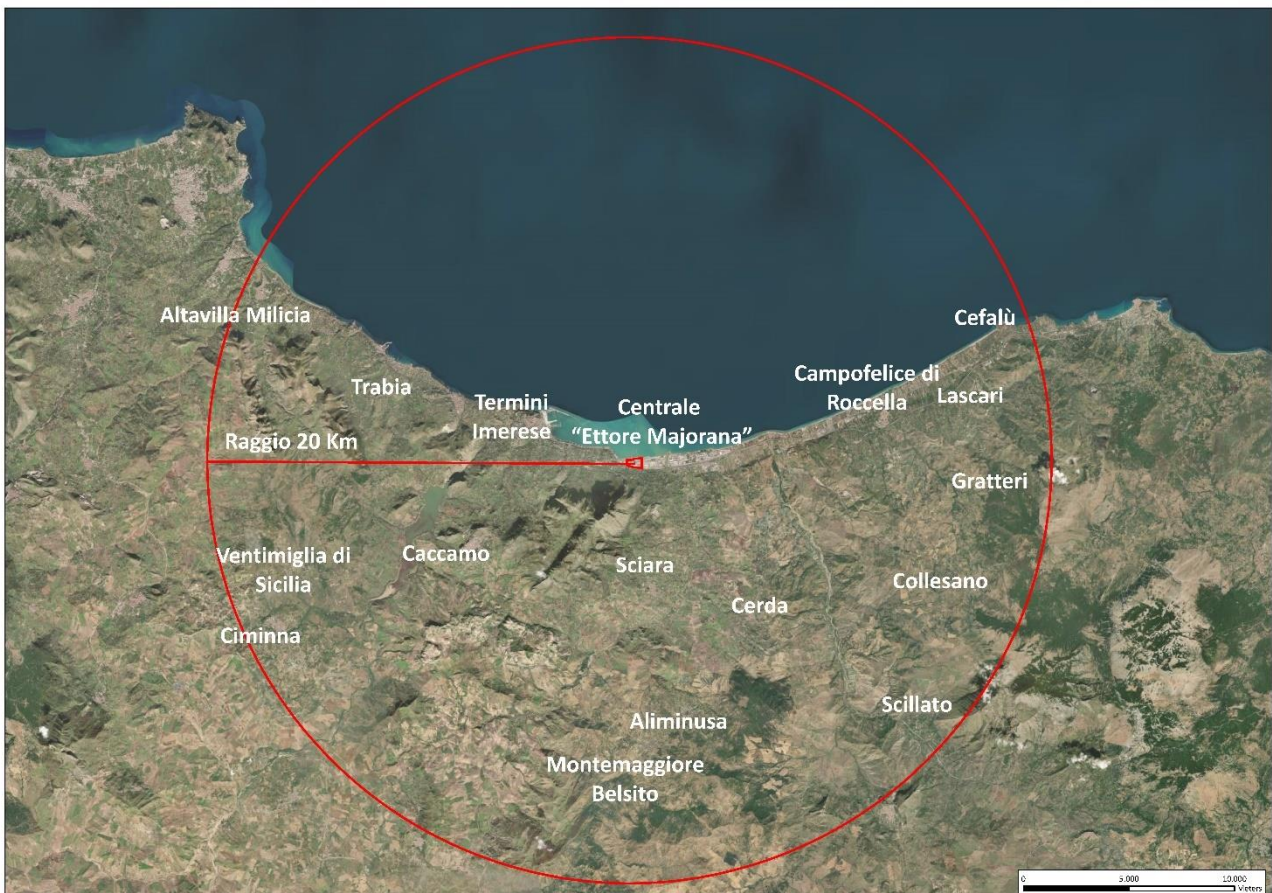 Altavilla Milicia
Cefalù
Trabia
Campofelice di
Roccella
Lascari
Termini
Imerese
Centrale
“Ettore Majorana”
Raggio 20 Km
Gratteri
Ventimiglia di
Sicilia
Caccamo
Sciara
Collesano
Cerda
Ciminna
Scillato
Aliminusa
Montemaggiore
Belsito
0 5.000 10.000
Meters